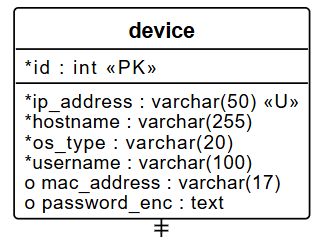 device
*id : int «PK»
*ip_address : varchar(50) «U»
*hostname : varchar(255)
*os_type : varchar(20)
*username : varchar(100)
o mac_address : varchar(17)
o password_enc : text